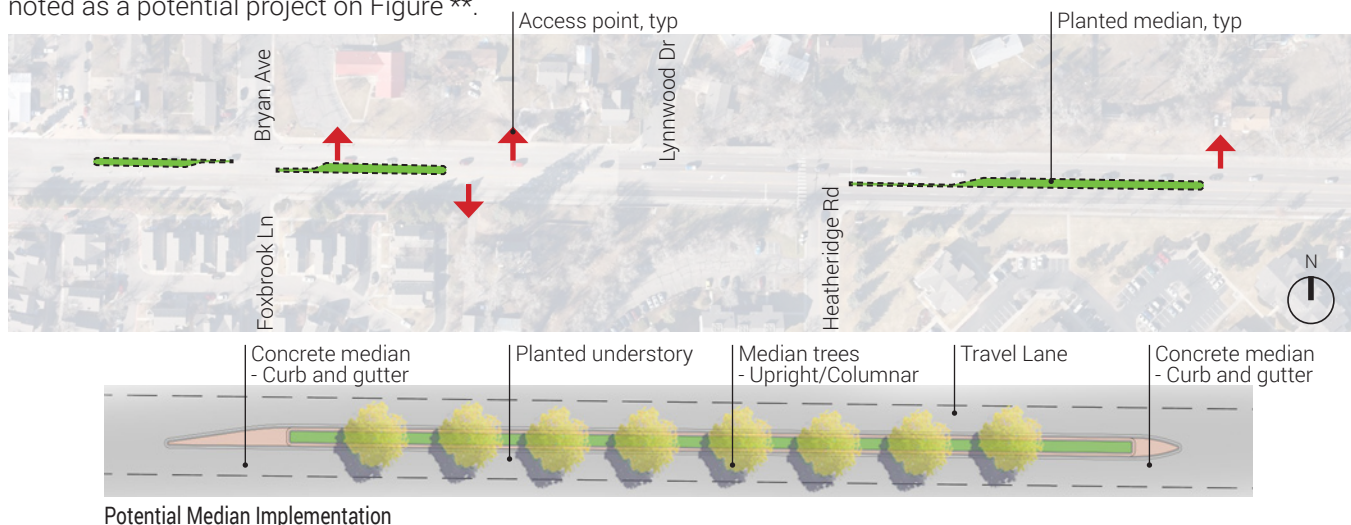 noted as a potential project on Figure **.
Access point, typ
Planted median, typ
Bryan Ave
Lynnwood Dr
Foxbrook Ln
Heatheridge Rd
N
Concrete median
- Curb and gutter
Planted understory
Median trees
- Upright/Columnar
Travel Lane
Concrete median
- Curb and gutter
Potential Median Implementation